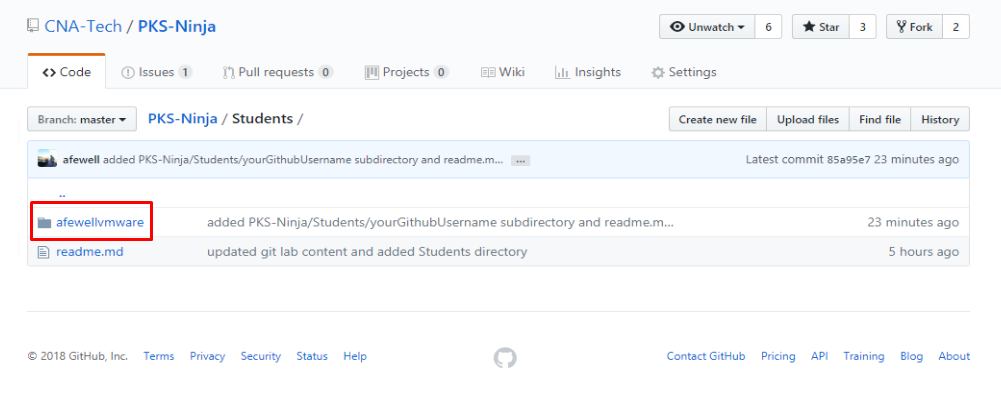 CNA-Tech / PKS-Ninja Unwatch 6 Star 3 Fork 2
Code Issues 1 Pull requests 0 Projects 0 Wiki Insights Settings
Branch: master PKS-Ninja / Students / Create new file Upload files Find file History
afewell added PKS-Ninja/Students/yourGithubUsername subdirectory and readme.m... ... Latest commit 85a95e7 23 minutes ago
..
afewellvmware added PKS-Ninja/Students/yourGithubUsername subdirectory and readme.m... 23 minutes ago
readme.md updated git lab content and added Students directory 5 hours ago
© 2018 GitHub, Inc. Terms Privacy Security Status Help Contact GitHub Pricing API Training Blog About